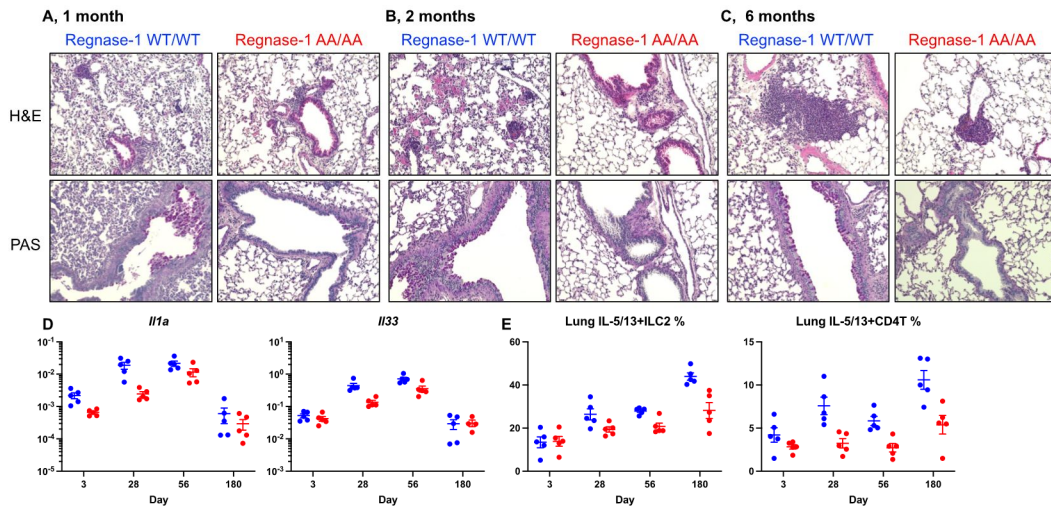 A, 1 month
B, 2 months
C, 6 months
Regnase-1 WT/WT
Regnase-1 AA/AA
Regnase-1 WT/WT
Regnase-1 AA/AA
Regnase-1 WT/WT
Regnase-1 AA/AA
H&E
PAS
D
Il1a
Il33
E
Lung IL-5/13+ILC2 %
Lung IL-5/13+CD4T %
10-1
10-2
10-3
10-4
10-5
3
28
56
180
Day
100
10-1
10-2
10-3
10-4
10-5
3
28
56
180
Day
60
40
20
0
3
28
56
180
Day
15
10
5
0
3
28
56
180
Day